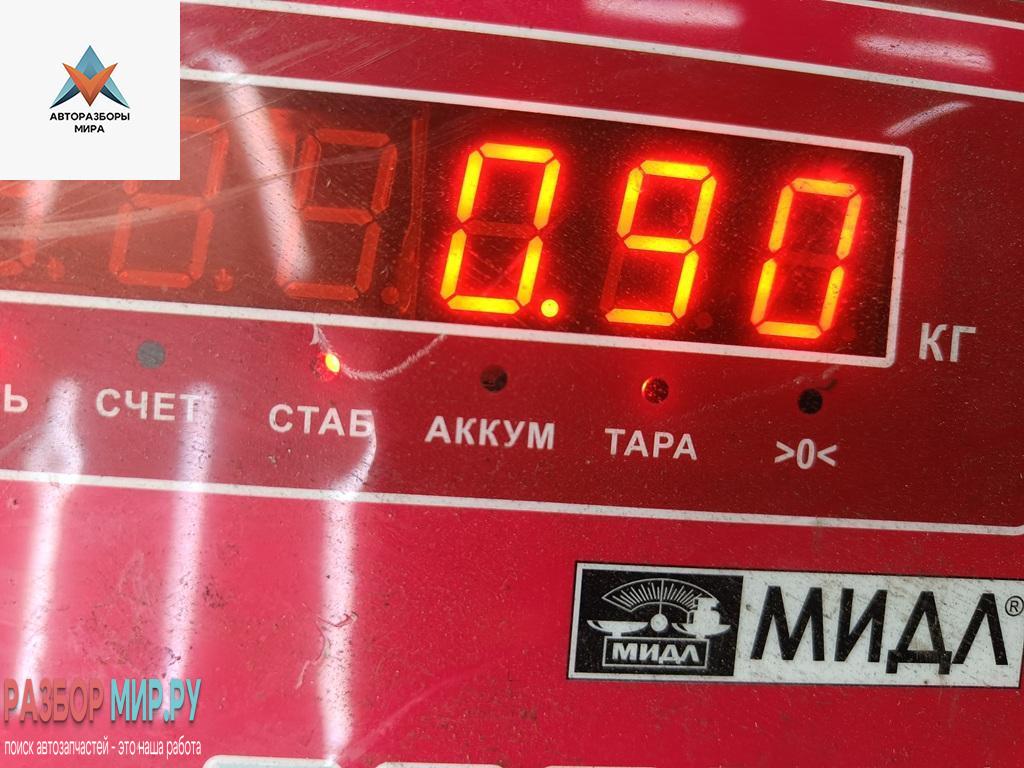 АВТОРАЗБОРЫ
МИРА
0.90
КГ
Ь СЧЕТ СТАБ АККУМ ТАРА >0<
МИДЛ МИДЛ®
РАЗБОР МИР.РУ
поиск автозапчастей - это наша работа